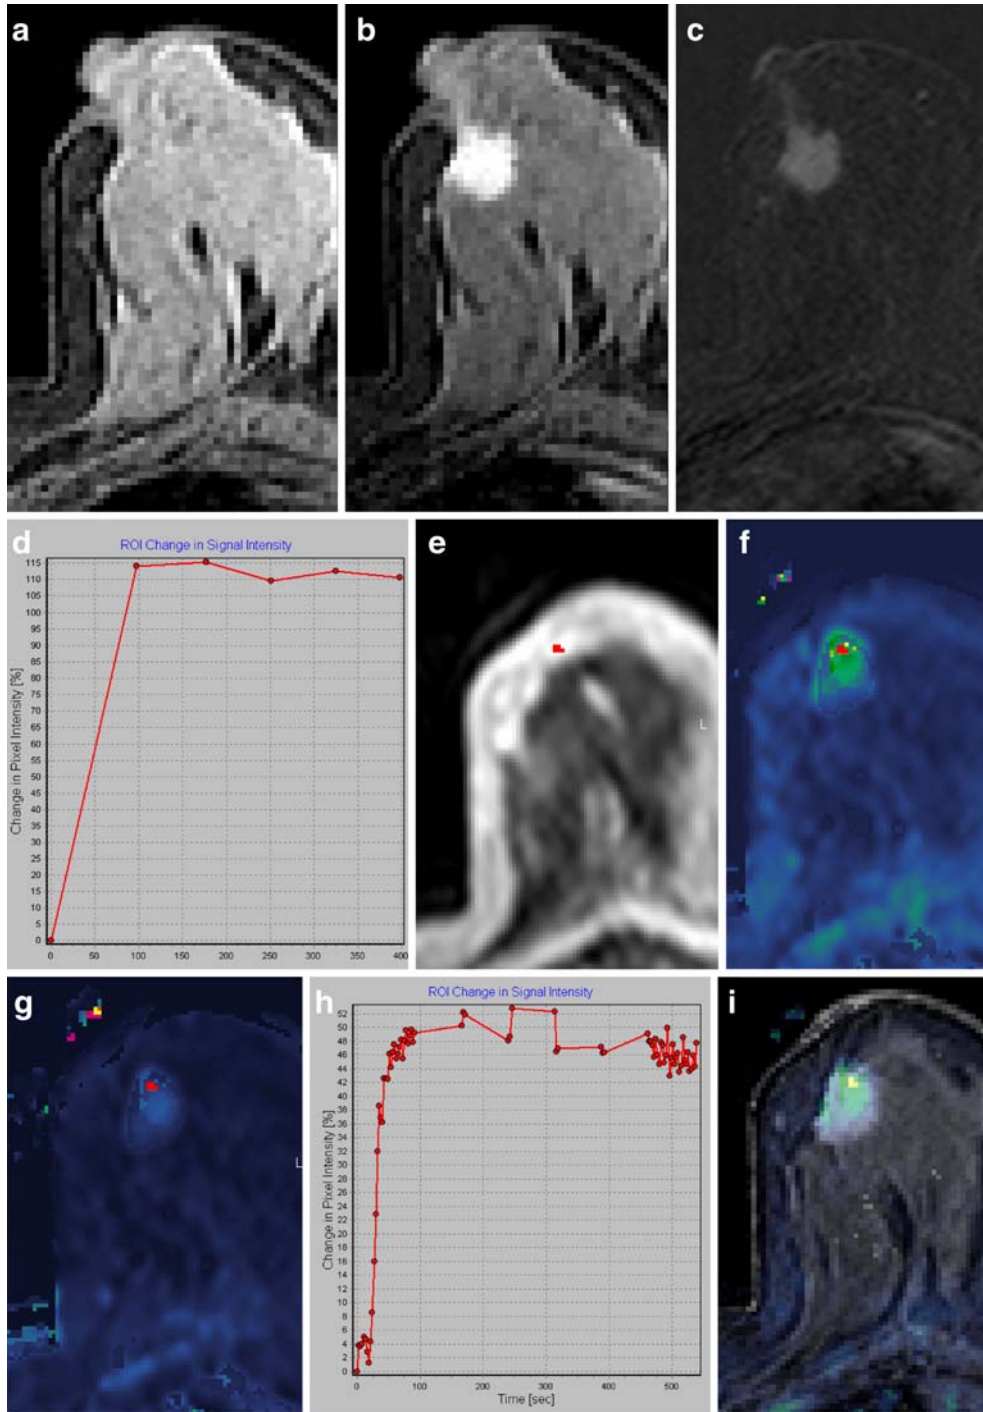 a
b
c
d
ROI Change in Signal Intensity
Change in Pixel Intensity [%]
115
110
105
100
95
90
85
80
75
70
65
60
55
50
45
40
35
30
25
20
15
10
5
0
0 50 100 150 200 250 300 350 400
e
L
f
g
L
h
ROI Change in Signal Intensity
Change in Pixel Intensity [%]
52
50
48
46
44
42
40
38
36
34
32
30
28
26
24
22
20
18
16
14
12
10
8
6
4
2
0
0 100 200 300 400 500
Time [sec]
i